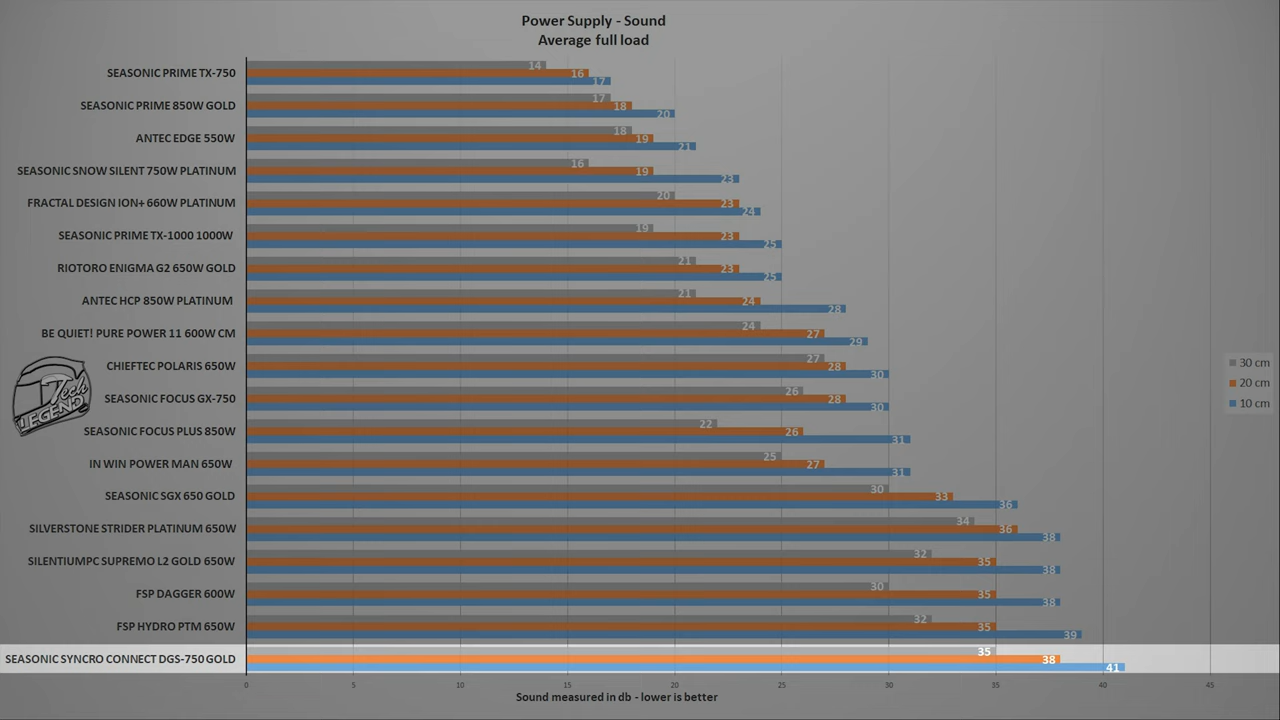 Power Supply - Sound
Average full load
SEASONIC PRIME TX-750 14 16 17
SEASONIC PRIME 850W GOLD 17 18 20
ANTEC EDGE 550W 18 19 21
SEASONIC SNOW SILENT 750W PLATINUM 16 19 23
FRACTAL DESIGN ION+ 660W PLATINUM 20 23 24
SEASONIC PRIME TX-1000 1000W 19 23 25
RIOTORO ENIGMA G2 650W GOLD 21 23 25
ANTEC HCP 850W PLATINUM 21 24 28
BE QUIET! PURE POWER 11 600W CM 24 27 29
CHIEFTEC POLARIS 650W 27 28 30
SEASONIC FOCUS GX-750 26 28 30
SEASONIC FOCUS PLUS 850W 22 26 31
IN WIN POWER MAN 650W 25 27 31
SEASONIC SGX 650 GOLD 30 33 36
SILVERSTONE STRIDER PLATINUM 650W 34 36 38
SILENTIUMPC SUPREMO L2 GOLD 650W 32 35 38
FSP DAGGER 600W 30 35 38
FSP HYDRO PTM 650W 32 35 39
SEASONIC SYNCRO CONNECT DGS-750 GOLD 35 38 41
0 5 10 15 20 25 30 35 40 45
Sound measured in db - lower is better
30 cm
20 cm
10 cm
Tech
LEGEND